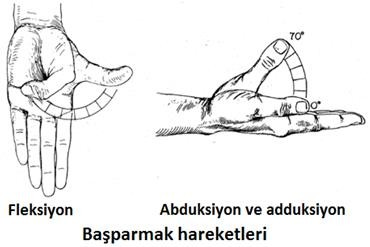 70°
0°
Fleksiyon
Abduksiyon ve adduksiyon
Başparmak hareketleri